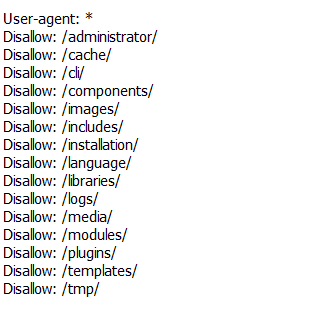 User-agent: *
Disallow: /administrator/
Disallow: /cache/
Disallow: /cli/
Disallow: /components/
Disallow: /images/
Disallow: /includes/
Disallow: /installation/
Disallow: /language/
Disallow: /libraries/
Disallow: /logs/
Disallow: /media/
Disallow: /modules/
Disallow: /plugins/
Disallow: /templates/
Disallow: /tmp/